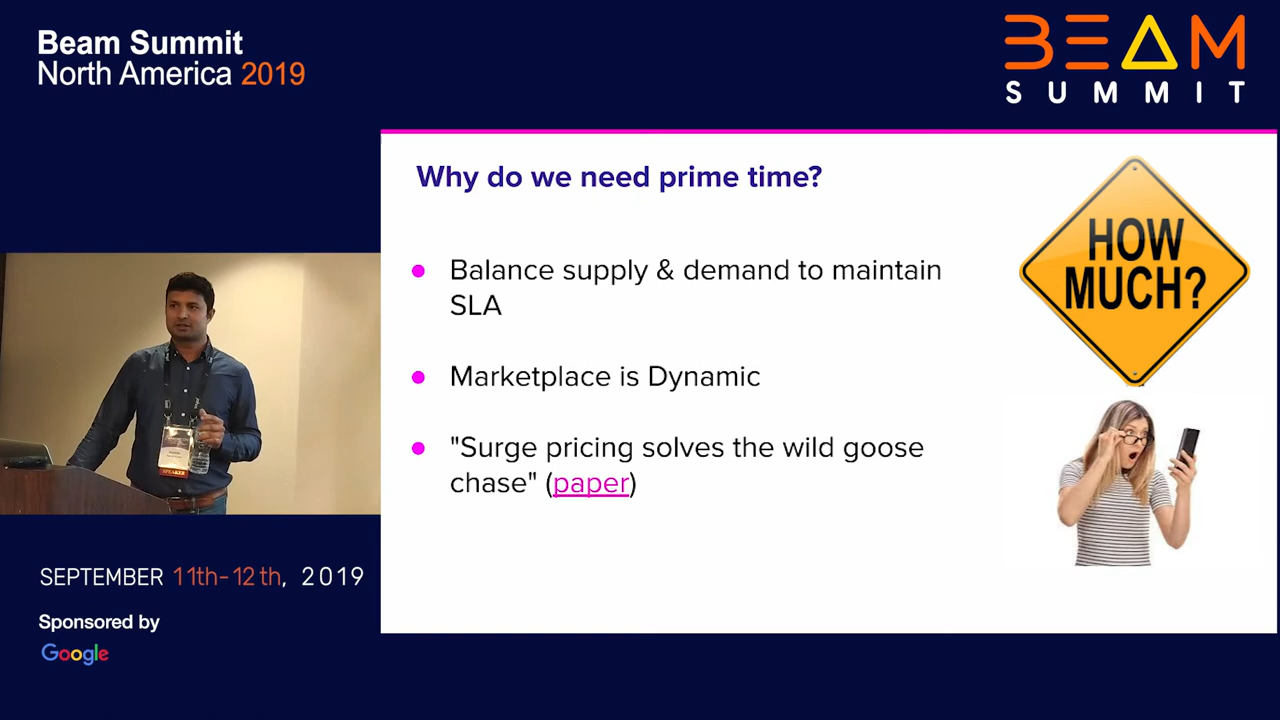 Beam Summit
North America 2019
BEAM
SUMMIT
Why do we need prime time?
Balance supply & demand to maintain
SLA
Marketplace is Dynamic
"Surge pricing solves the wild goose
chase" (paper)
HOW
MUCH?
SPEAKER
SEPTEMBER 11th-12th, 2019
Sponsored by
Google